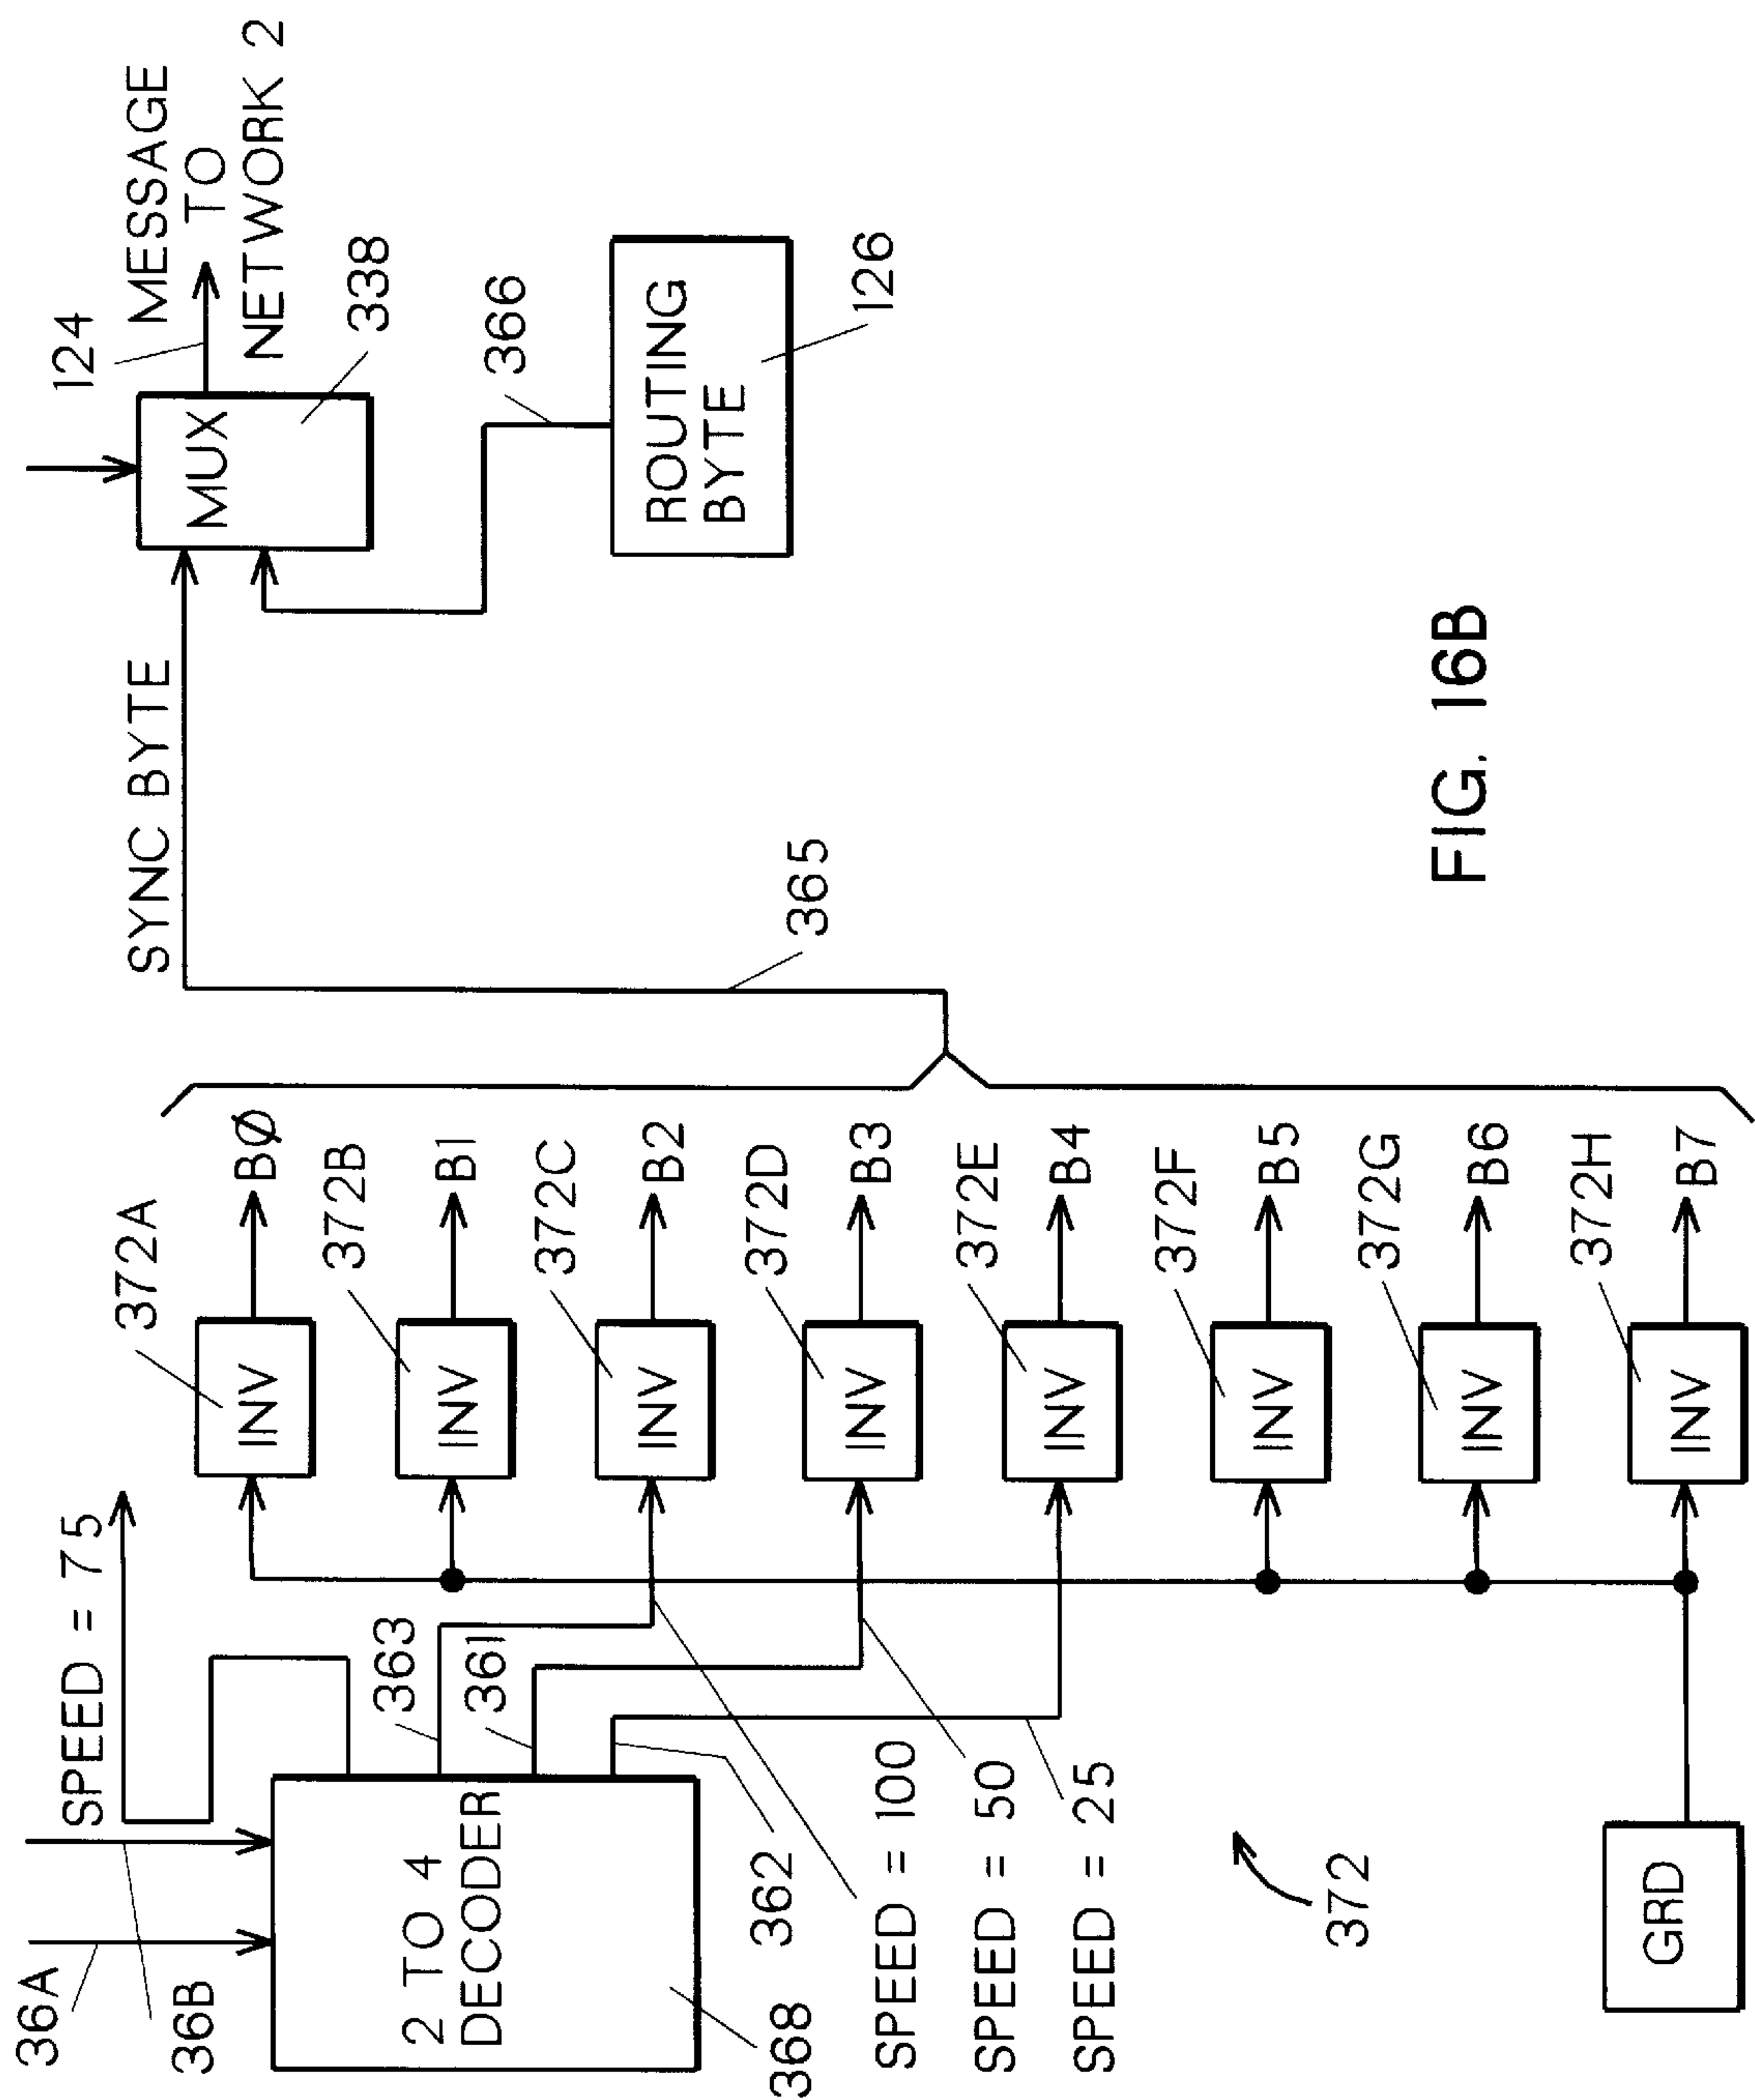 36A
36B
SPEED = 75
2 TO 4
DECODER
368
363
361
362
SPEED = 100
SPEED = 50
SPEED = 25
372
GRD
INV
372A
BØ
INV
372B
B1
INV
372C
B2
INV
372D
B3
INV
372E
B4
INV
372F
B5
INV
372G
B6
INV
372H
B7
365
SYNC BYTE
MUX
338
124
MESSAGE
TO
NETWORK 2
366
ROUTING
BYTE
126
FIG. 16B